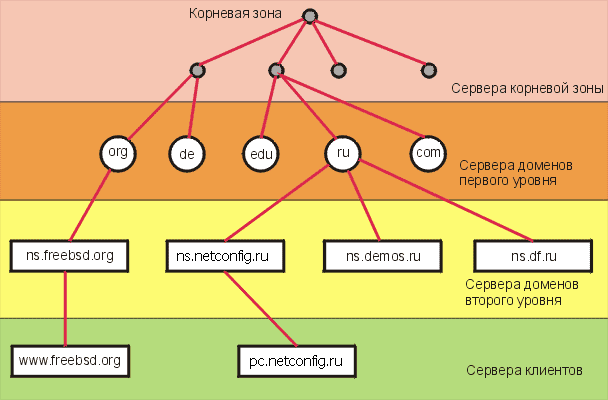 Корневая зона
Сервера корневой зоны
org
de
edu
ru
com
Сервера доменов
первого уровня
ns.freebsd.org
ns.netconfig.ru
ns.demos.ru
ns.df.ru
Сервера доменов
второго уровня
www.freebsd.org
pc.netconfig.ru
Сервера клиентов